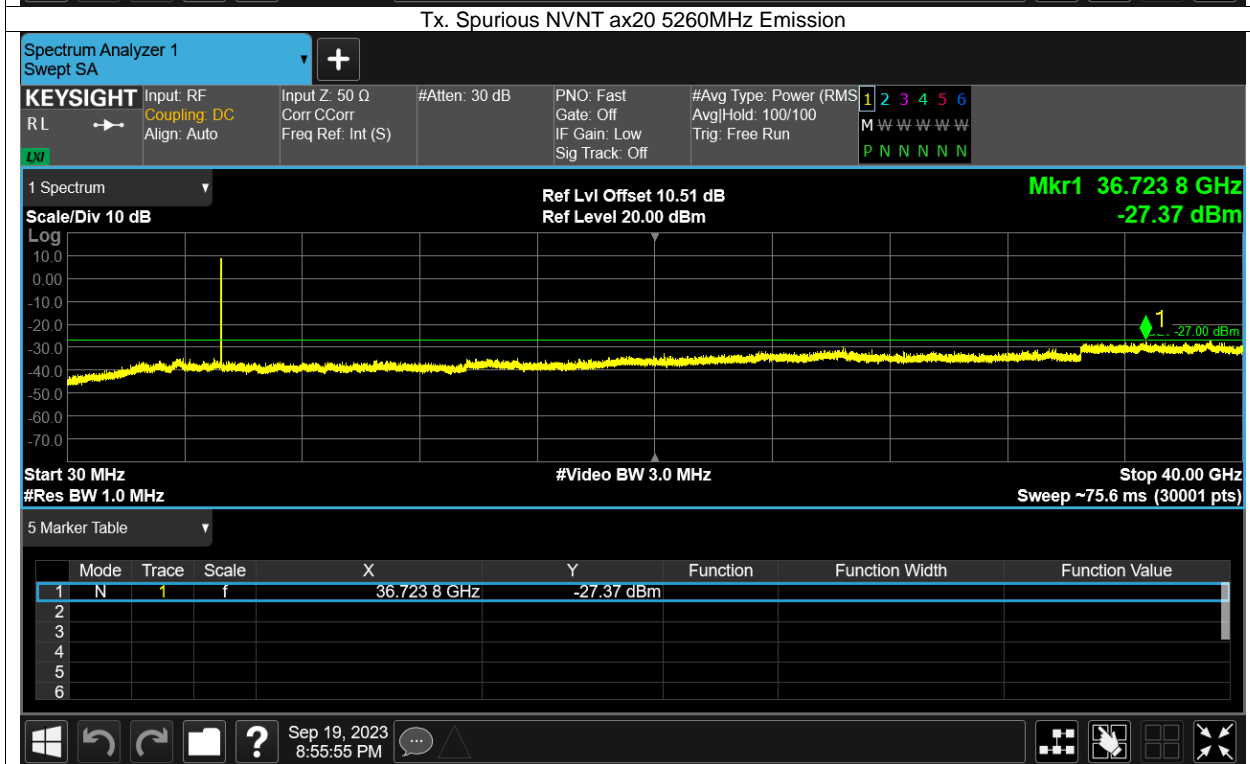 Tx. Spurious NVNT ax20 5260MHz Emission
Spectrum Analyzer 1
Swept SA
+
KEYSIGHT
RL
LXI
Input: RF
Coupling: DC
Align: Auto
Input Z: 50 Ω
Corr CCorr
Freq Ref: Int (S)
#Atten: 30 dB
PNO: Fast
Gate: Off
IF Gain: Low
Sig Track: Off
#Avg Type: Power (RMS
Avg|Hold: 100/100
Trig: Free Run
1 2 3 4 5 6
M W W W W W
P N N N N N
1 Spectrum
Scale/Div 10 dB
Ref Lvl Offset 10.51 dB
Ref Level 20.00 dBm
Mkr1 36.723 8 GHz
-27.37 dBm
Log
10.0
0.00
-10.0
-20.0
-30.0
-40.0
-50.0
-60.0
-70.0
1
-27.00 dBm
Start 30 MHz
#Video BW 3.0 MHz
Stop 40.00 GHz
#Res BW 1.0 MHz
Sweep ~75.6 ms (30001 pts)
5 Marker Table
Mode Trace Scale X Y Function Function Width Function Value
1 N 1 f 36.723 8 GHz -27.37 dBm
2
3
4
5
6
?
Sep 19, 2023
8:55:55 PM